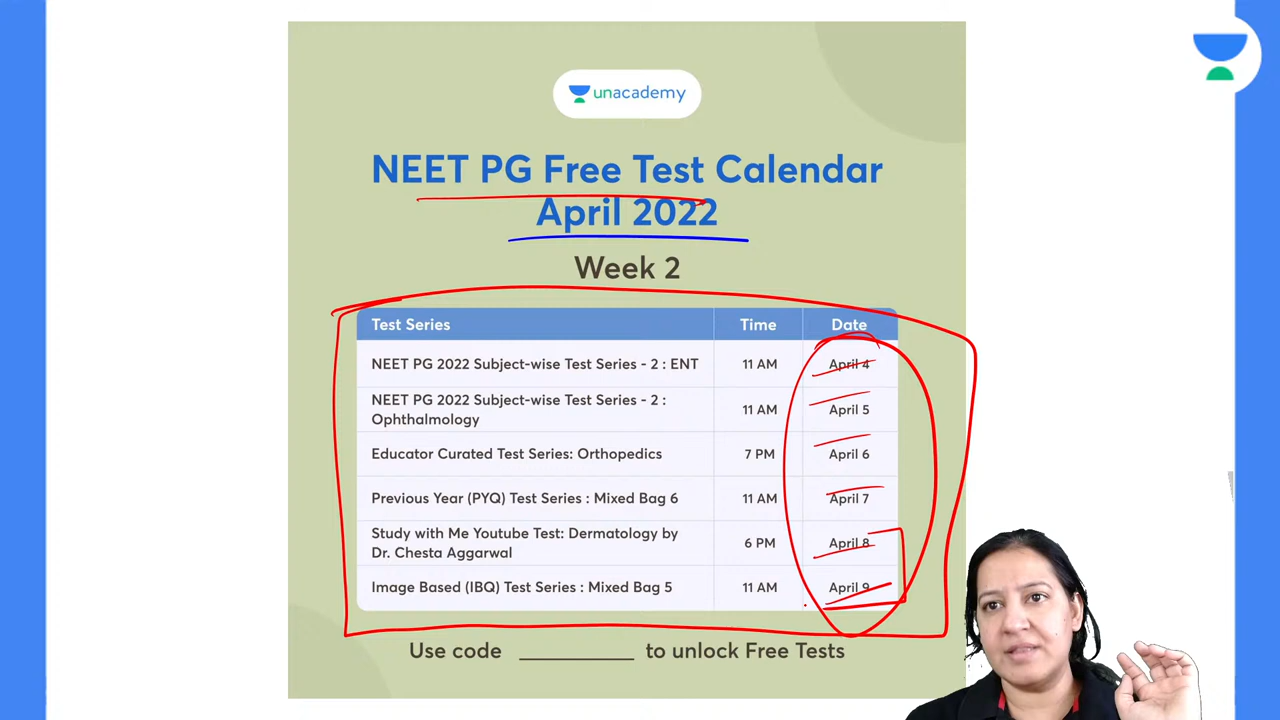 unacademy
NEET PG Free Test Calendar
April 2022
Week 2
Test Series Time Date
NEET PG 2022 Subject-wise Test Series - 2 : ENT 11 AM April 4
NEET PG 2022 Subject-wise Test Series - 2 :
Ophthalmology 11 AM April 5
Educator Curated Test Series: Orthopedics 7 PM April 6
Previous Year (PYQ) Test Series : Mixed Bag 6 11 AM April 7
Study with Me Youtube Test: Dermatology by
Dr. Chesta Aggarwal 6 PM April 8
Image Based (IBQ) Test Series : Mixed Bag 5 11 AM April 9
Use code __________ to unlock Free Tests